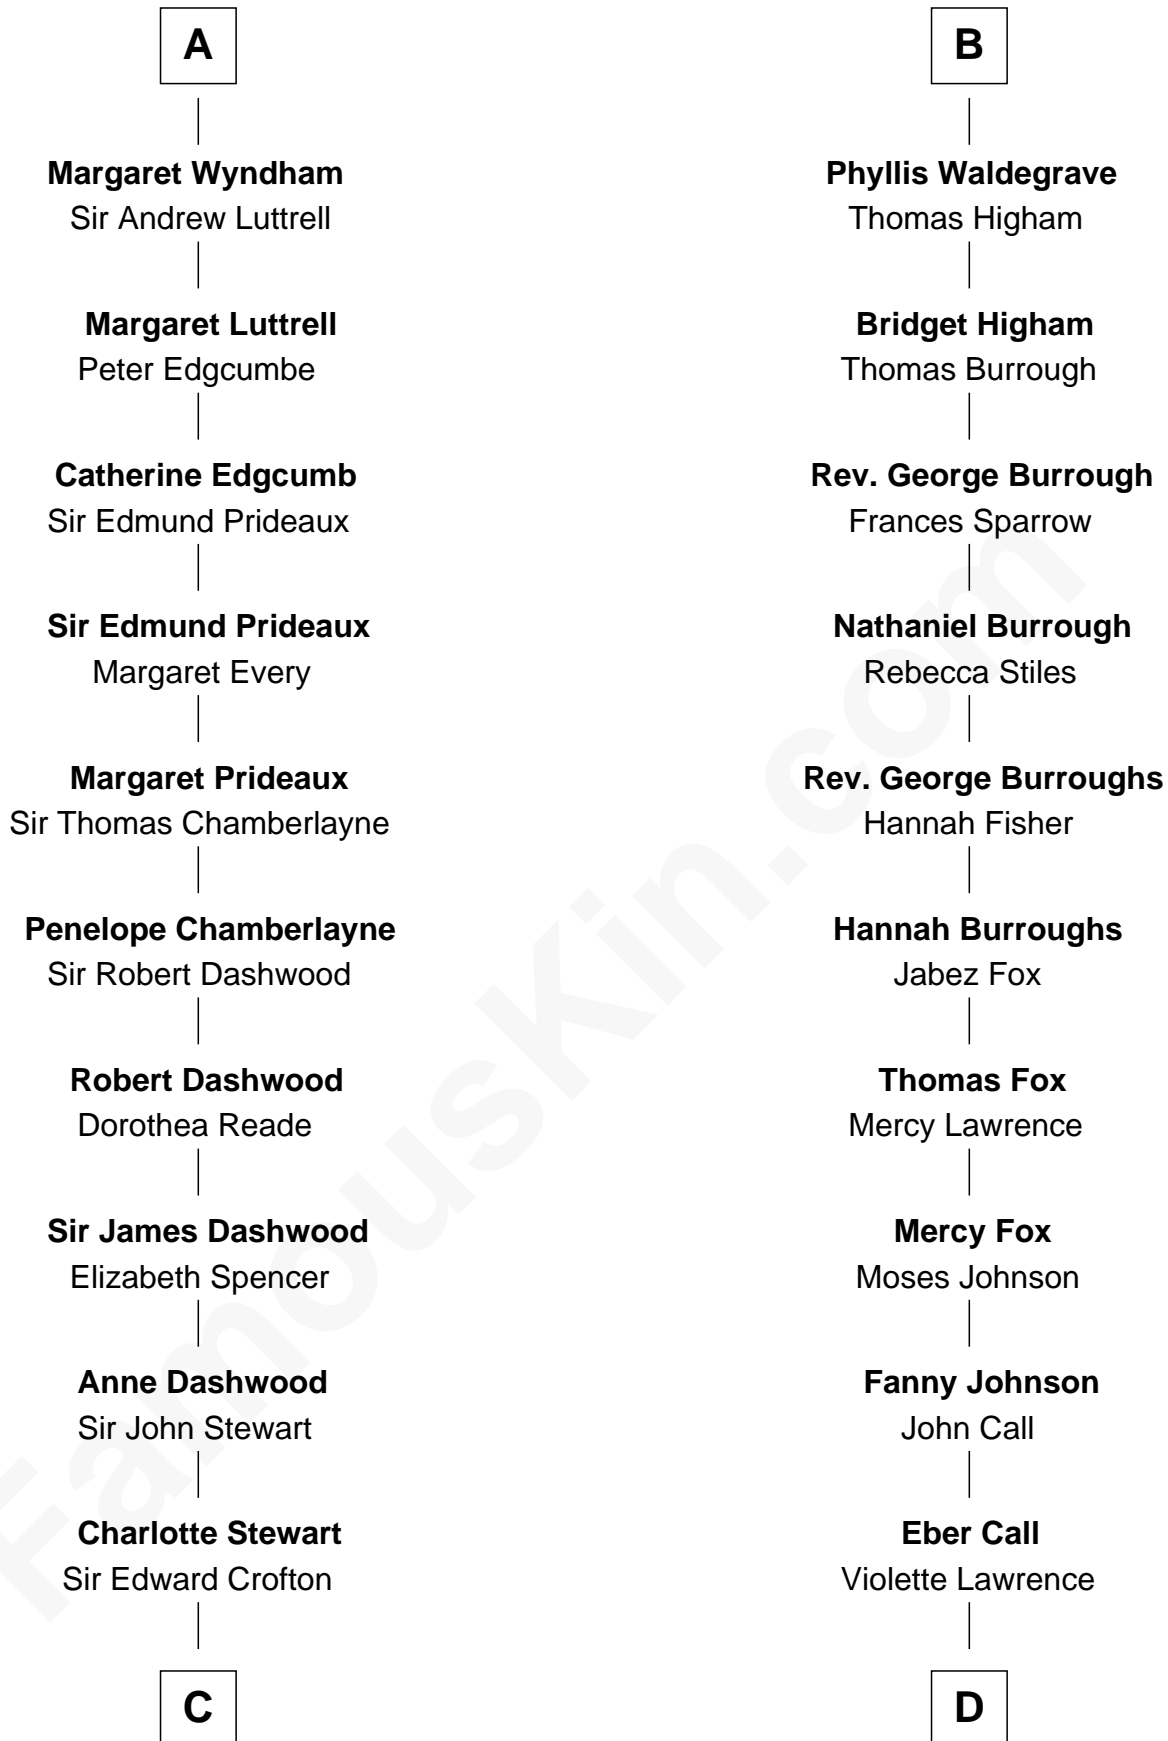 A
Margaret Wyndham
Sir Andrew Luttrell
Margaret Luttrell
Peter Edgcumbe
Catherine Edgcumb
Sir Edmund Prideaux
Sir Edmund Prideaux
Margaret Every
Margaret Prideaux
Sir Thomas Chamberlayne
Penelope Chamberlayne
Sir Robert Dashwood
Robert Dashwood
Dorothea Reade
Sir James Dashwood
Elizabeth Spencer
Anne Dashwood
Sir John Stewart
Charlotte Stewart
Sir Edward Crofton
C
B
Phyllis Waldegrave
Thomas Higham
Bridget Higham
Thomas Burrough
Rev. George Burrough
Frances Sparrow
Nathaniel Burrough
Rebecca Stiles
Rev. George Burroughs
Hannah Fisher
Hannah Burroughs
Jabez Fox
Thomas Fox
Mercy Lawrence
Mercy Fox
Moses Johnson
Fanny Johnson
John Call
Eber Call
Violette Lawrence
D
FamousKin.com